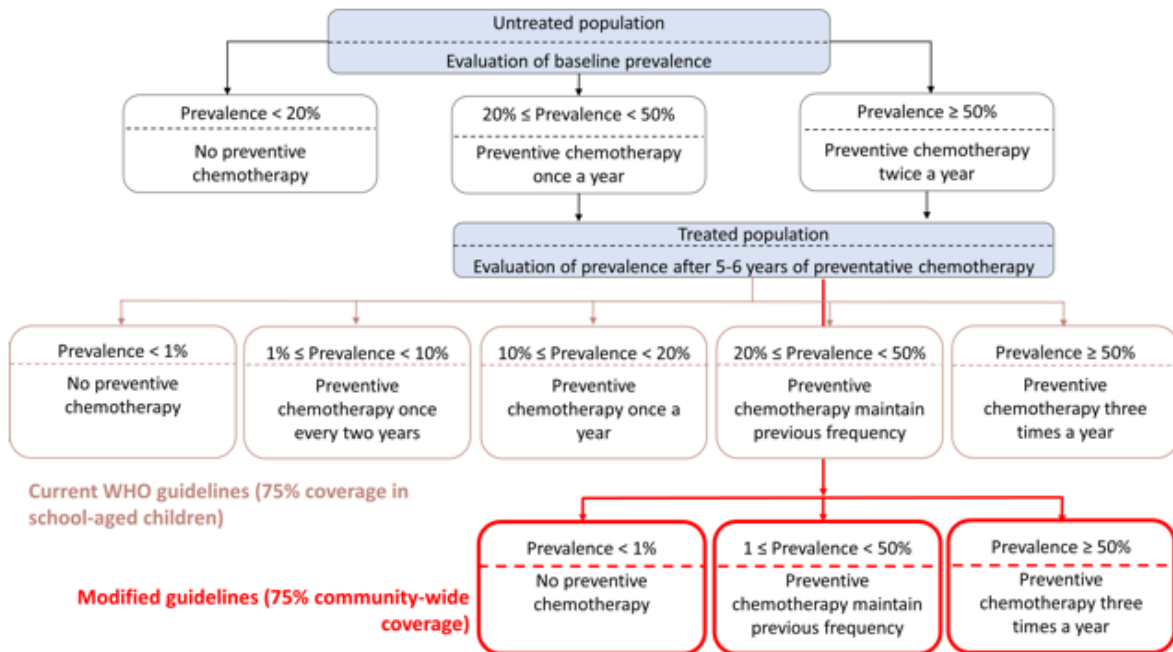 Untreated population
Evaluation of baseline prevalence
Prevalence < 20%
No preventive
chemotherapy
20% ≤ Prevalence < 50%
Preventive chemotherapy
once a year
Prevalence ≥ 50%
Preventive chemotherapy
twice a year
Treated population
Evaluation of prevalence after 5-6 years of preventative chemotherapy
Prevalence < 1%
No preventive
chemotherapy
1% ≤ Prevalence < 10%
Preventive
chemotherapy once
every two years
10% ≤ Prevalence < 20%
Preventive
chemotherapy once a
year
20% ≤ Prevalence < 50%
Preventive
chemotherapy maintain
previous frequency
Prevalence ≥ 50%
Preventive
chemotherapy three
times a year
Current WHO guidelines (75% coverage in
school-aged children)
Prevalence < 1%
No preventive
chemotherapy
1 ≤ Prevalence < 50%
Preventive
chemotherapy maintain
previous frequency
Prevalence ≥ 50%
Preventive
chemotherapy three
times a year
Modified guidelines (75% community-wide
coverage)